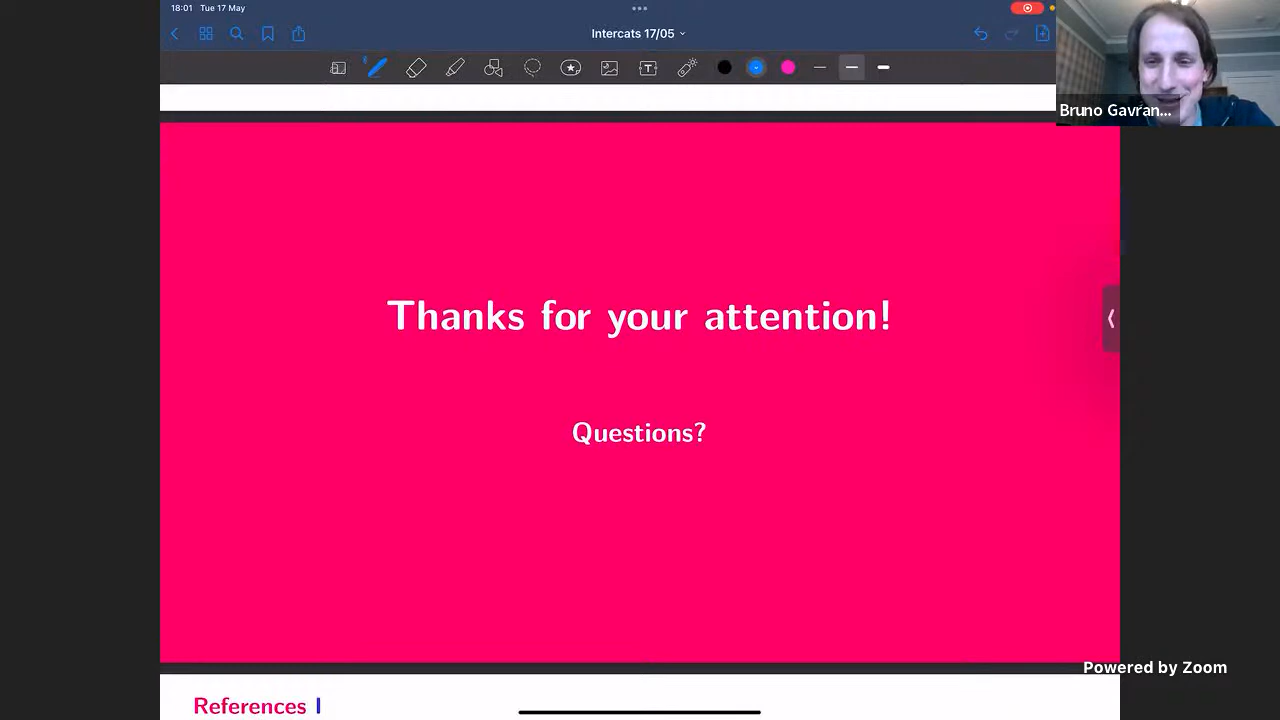 18:01 Tue 17 May
Intercats 17/05
T
Bruno Gavran...
Thanks for your attention!
Questions?
Powered by Zoom
References I